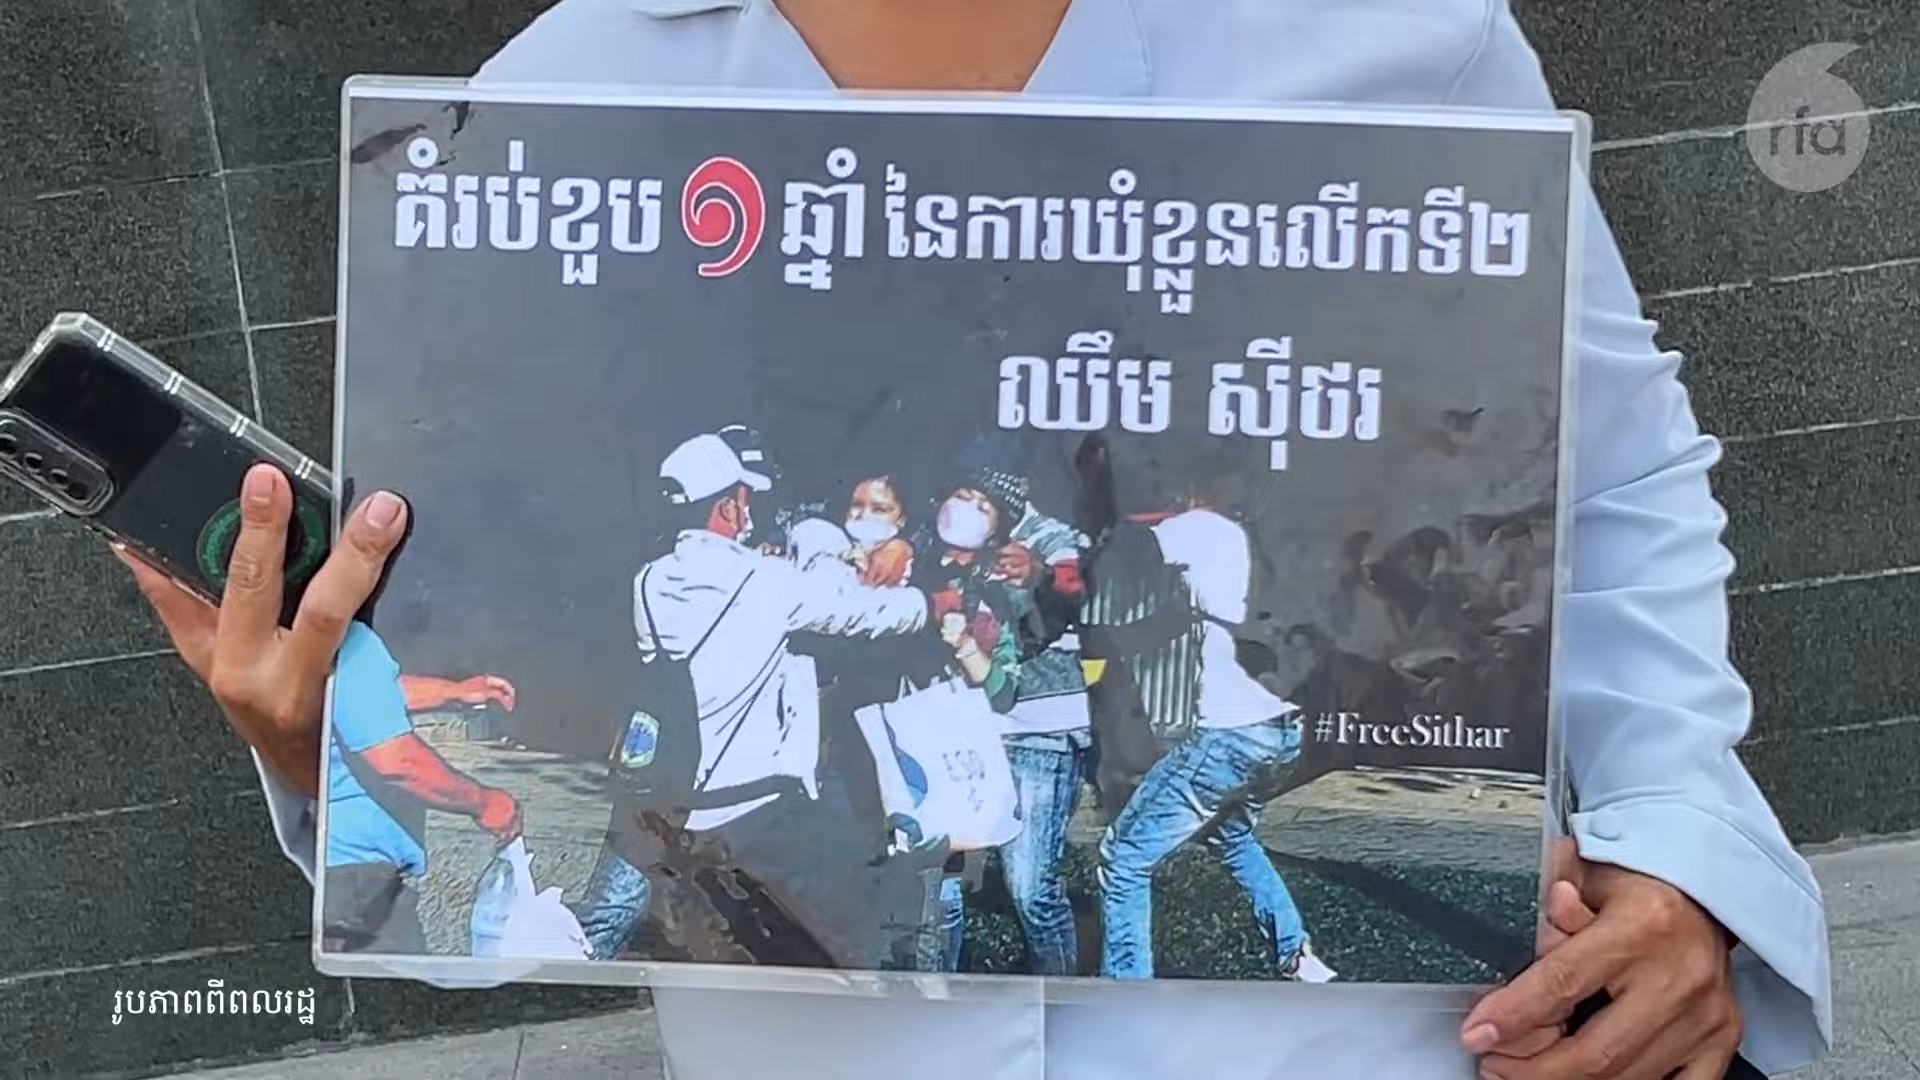 rfa
គំរប់ខួប ១ ឆ្នាំ នៃការឃុំខ្លួនលើកទី២
ឈឹម ស៊ីថរ
#FreeSithar
រូបភាពពីពលរដ្ឋ